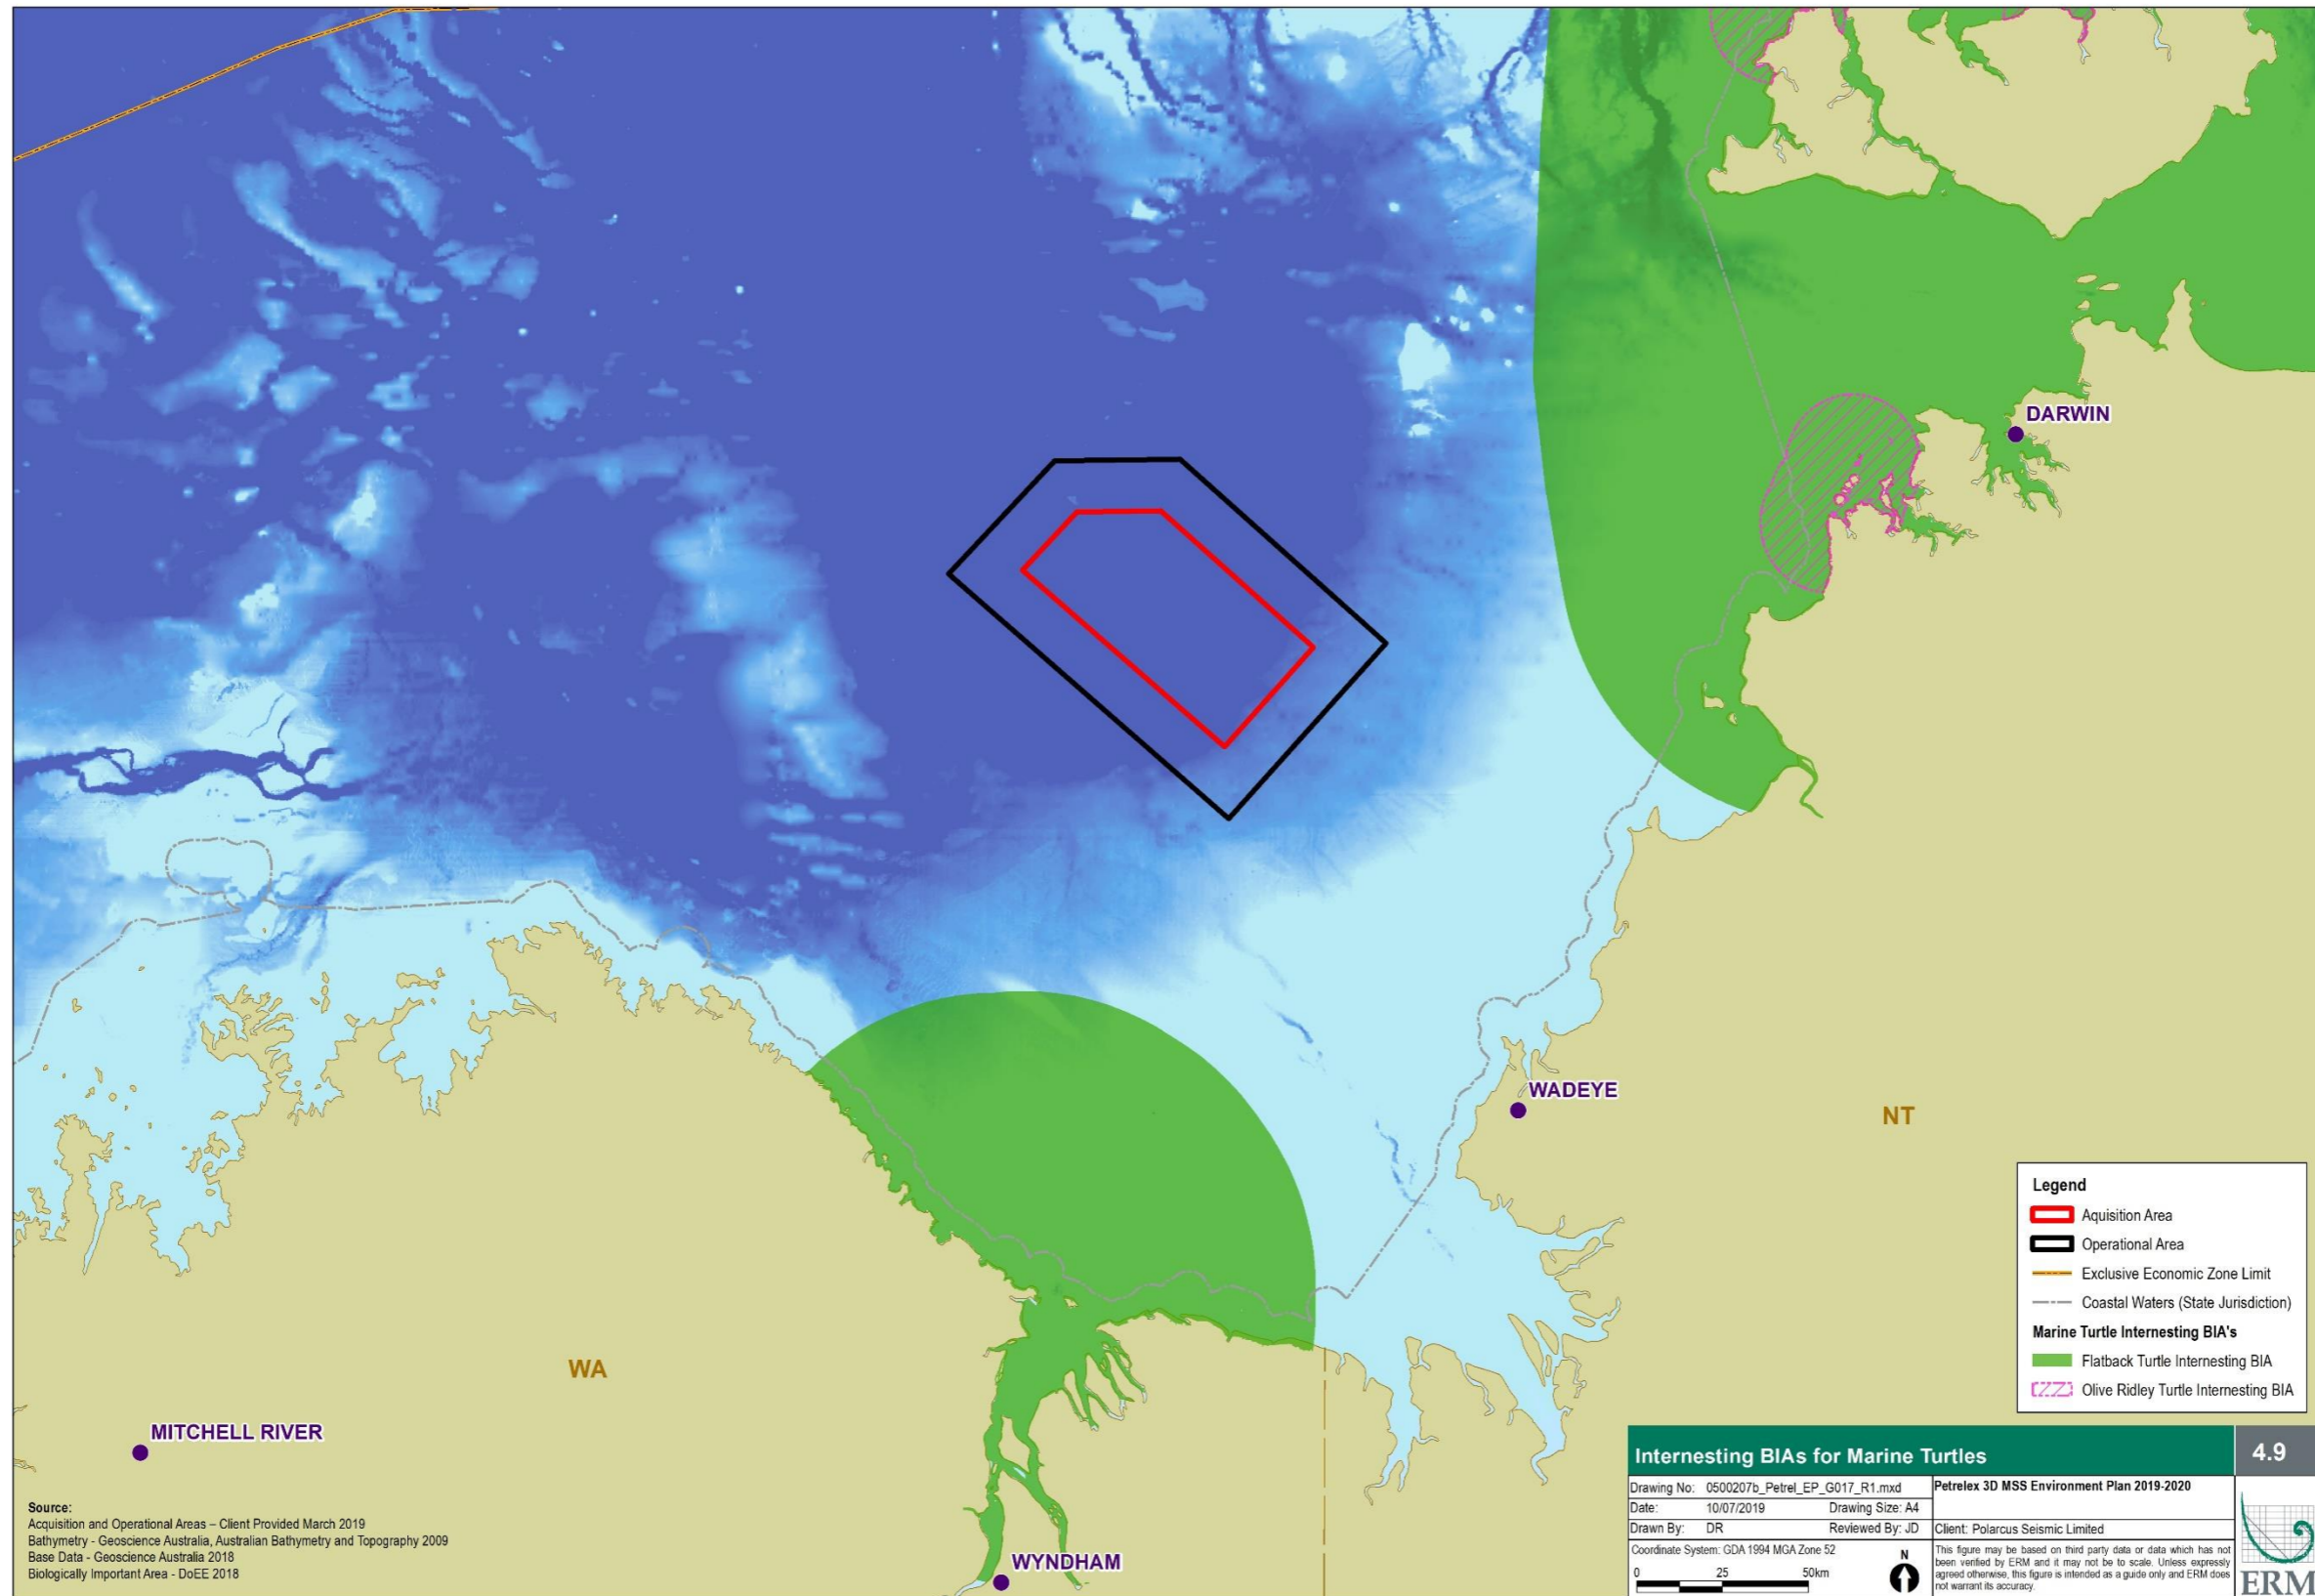 DARWIN
WADEYE
NT
WA
MITCHELL RIVER
WYNDHAM
Legend
Aquisition Area
Operational Area
Exclusive Economic Zone Limit
Coastal Waters (State Jurisdiction)
Marine Turtle Internesting BIA's
Flatback Turtle Internesting BIA
Olive Ridley Turtle Internesting BIA
Source:
Acquisition and Operational Areas – Client Provided March 2019
Bathymetry - Geoscience Australia, Australian Bathymetry and Topography 2009
Base Data - Geoscience Australia 2018
Biologically Important Area - DoEE 2018
Internesting BIAs for Marine Turtles
4.9
Drawing No: 0500207b_Petrel_EP_G017_R1.mxd
Petrelex 3D MSS Environment Plan 2019-2020
Date: 10/07/2019 Drawing Size: A4
Drawn By: DR Reviewed By: JD
Client: Polarcus Seismic Limited
Coordinate System: GDA 1994 MGA Zone 52
0 25 50km
N
This figure may be based on third party data or data which has not
been verified by ERM and it may not be to scale. Unless expressly
agreed otherwise, this figure is intended as a guide only and ERM does
not warrant its accuracy.
ERM